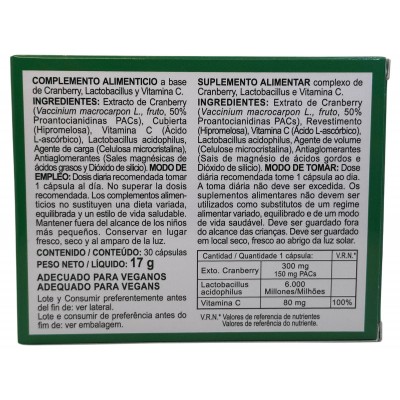 COMPLEMENTO ALIMENTICIO a base
de Cranberry, Lactobacillus y Vitamina C.
INGREDIENTES: Extracto de Cranberry
(Vaccinium macrocarpon L., fruto, 50%
Proantocianidinas PACs), Cubierta
(Hipromelosa), Vitamina C (Ácido
L-ascórbico), Lactobacillus acidophilus,
Agente de carga (Celulosa microcristalina),
Antiaglomerantes (Sales magnésicas de
ácidos grasos y Dióxido de silicio). MODO DE
EMPLEO: Dosis diaria recomendada tomar
1 cápsula al día. No superar la dosis
recomendada. Los complementos alimen-
ticios no sustituyen una dieta variada,
equilibrada y un estilo de vida saludable.
Mantener fuera del alcance de los niños
más pequeños. Conservar en lugar
fresco, seco y al amparo de la luz.
CONTENIDO / CONTEÚDO: 30 cápsulas
PESO NETO / LÍQUIDO: 17 g
ADECUADO PARA VEGANOS
ADEQUADO PARA VEGANS
Lote y Consumir preferentemente antes
del fin de: ver lateral.
Lote e consumir de preferência antes do
fim de: ver embalagem.
SUPLEMENTO ALIMENTAR complexo de
Cranberry, Lactobacillus e Vitamina C.
INGREDIENTES: Extrato de Cranberry
(Vaccinium macrocarpon L., fruto, 50%
Proantocianidinas PACs), Revestimento
(Hipromelosa), Vitamina C (Ácido L-ascórbico),
Lactobacillus acidophilus, Agente de volume
(Celulosa microcristalina), Antiaglomerantes
(Sais de magnésio de ácidos gordos e
Dióxido de silício). MODO DE TOMAR: Dose
diária recomendada tome 1 cápsula ao dia.
A toma diária não deve ser excedida. Os
suplementos alimentares não devem ser
utilizados como substitutos de um regime
alimentar variado, equilibrado e de um modo
de vida saudável. Deve ser guardado fora
do alcance das crianças. Deve ser guardado
em local seco, fresco ao abrigo da luz solar.
Cantidad / Quantidade 1 cápsula: V.R.N.*
Exto. Cranberry 300 mg
150 mg PACs
Lactobacillus acidophilus 6.000 Millones/Milhões
Vitamina C 80 mg 100%
V.R.N.* Valores de referencia de nutrientes
Valores de referência de nutrientes